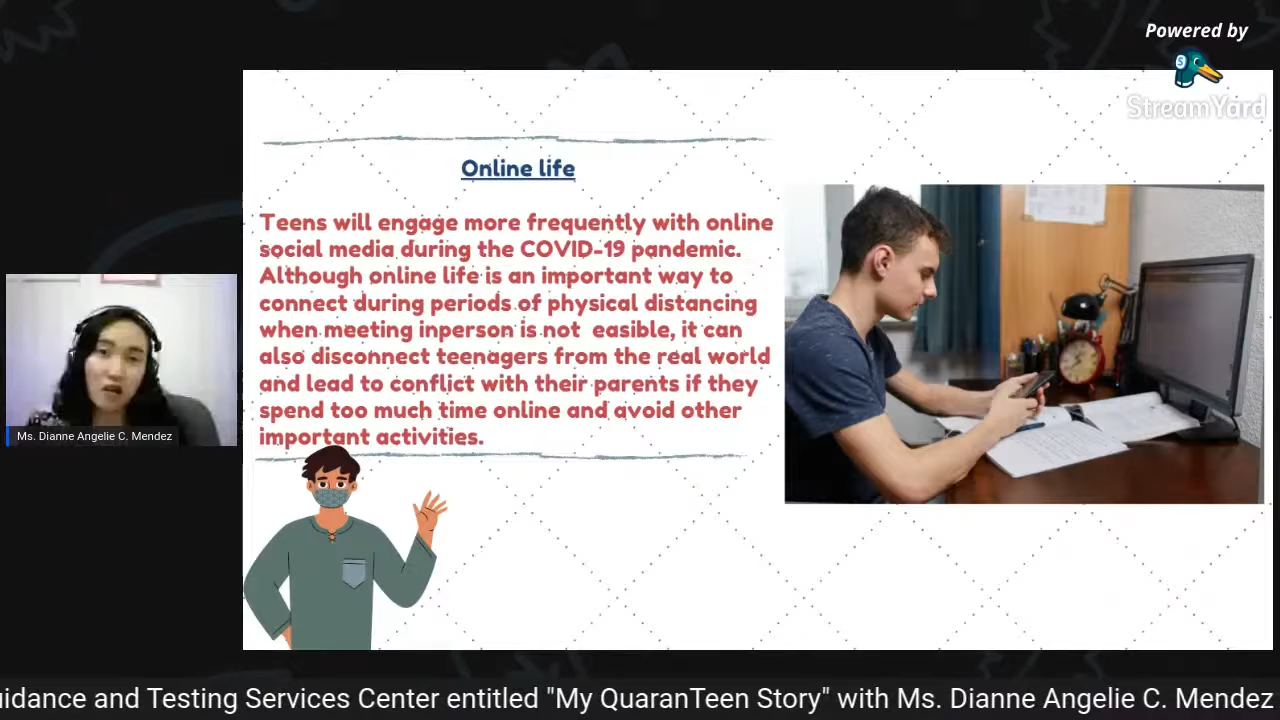 Powered by
StreamYard
Online life
Teens will engage more frequently with online
social media during the COVID-19 pandemic.
Although online life is an important way to
connect during periods of physical distancing
when meeting inperson is not  easible, it can
also disconnect teenagers from the real world
and lead to conflict with their parents if they
spend too much time online and avoid other
important activities.
Ms. Dianne Angelie C. Mendez
and Testing Services Center entitled "My QuaranTeen Story" with Ms. Dianne Angelie C. Mendez